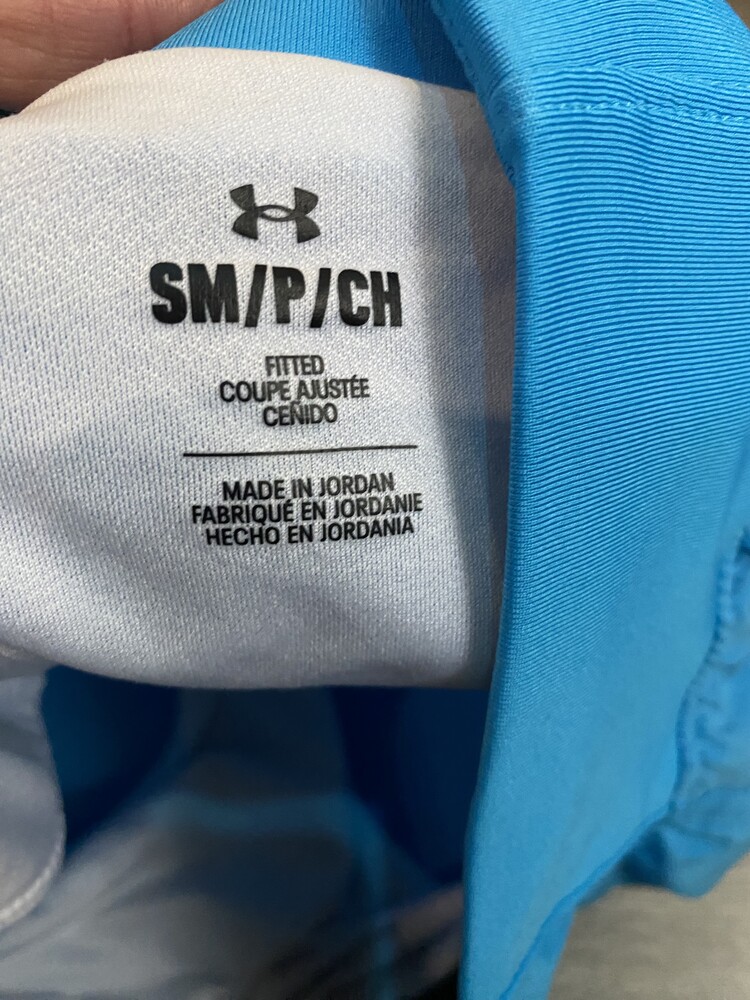 SM/P/CH
FITTED
COUPE AJUSTÉE
CEÑIDO
MADE IN JORDAN
FABRIQUÉ EN JORDANIE
HECHO EN JORDANIA